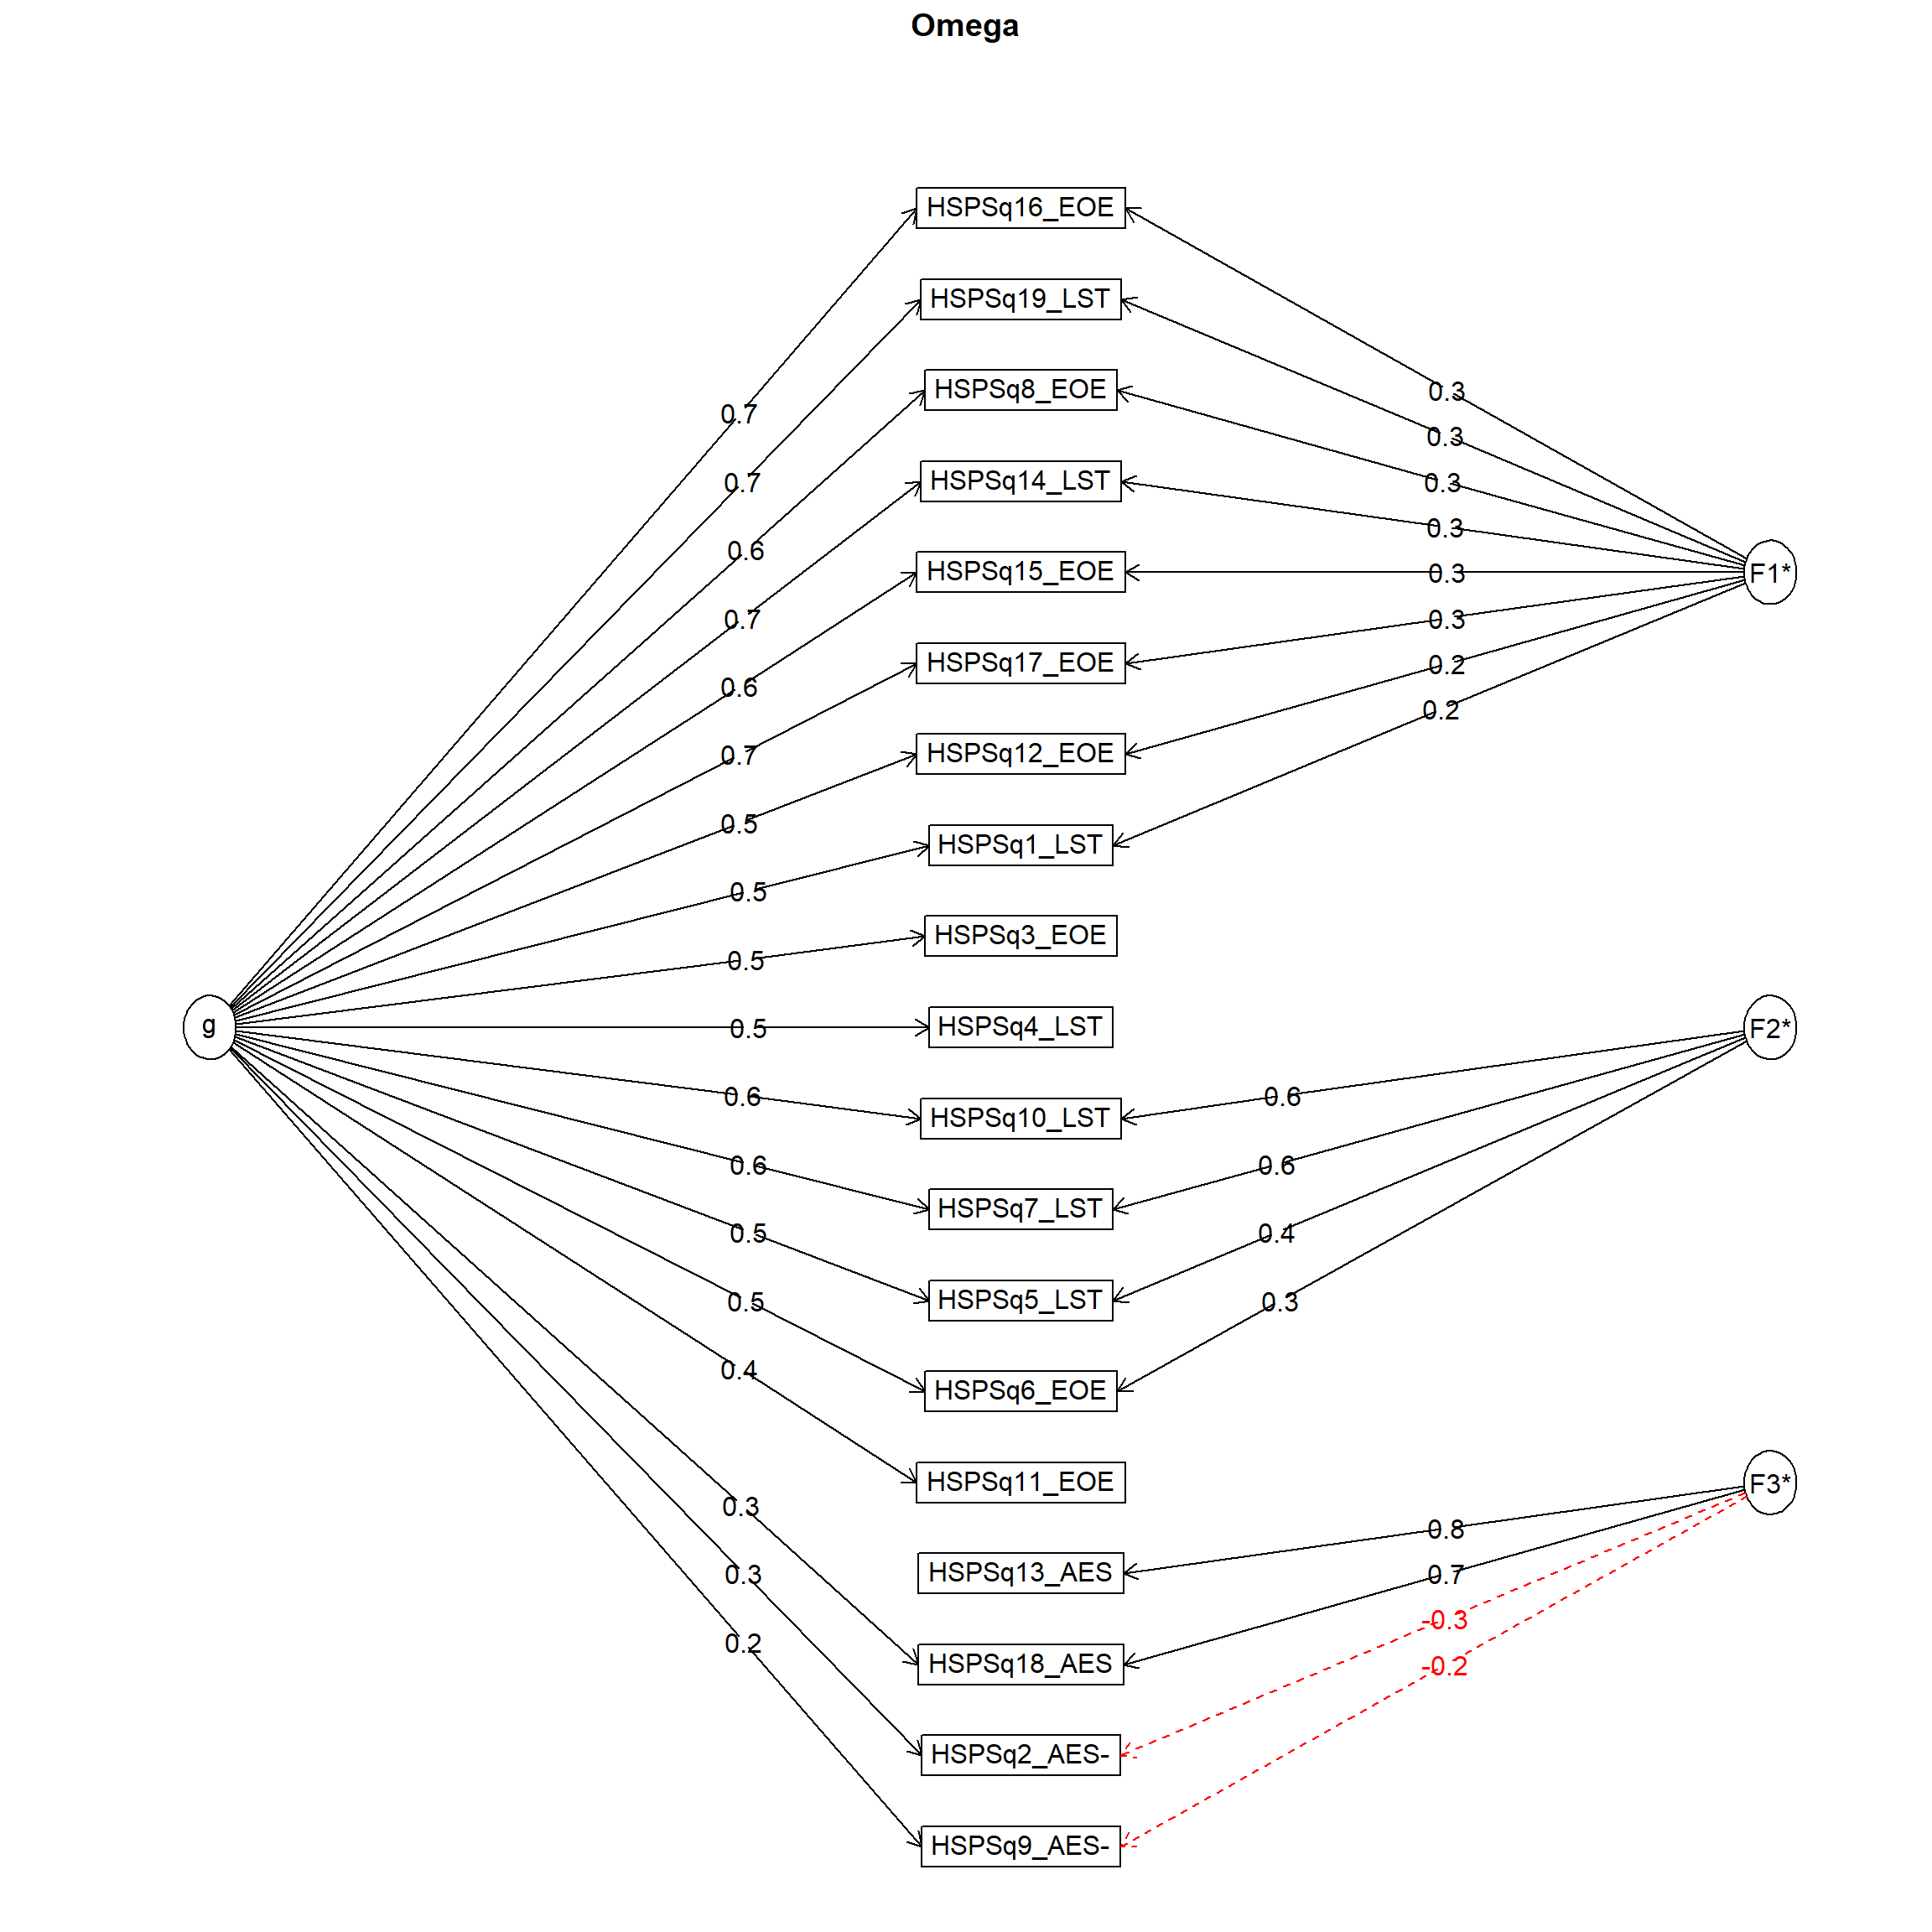 Omega
HSPSq16_EOE
HSPSq19_LST
HSPSq8_EOE
0.3
0.7
0.3
HSPSq14_LST
0.7
0.3
0.3
0.6
HSPSq15_EOE
F1*
0.3
0.7
0.3
HSPSq17_EOE
0.2
0.6
0.2
HSPSq12_EOE
0.7
0.5
HSPSq1_LST
0.5
HSPSq3_EOE
0.5
g
HSPSq4_LST
F2*
0.5
0.6
0.6
HSPSq10_LST
0.6
0.6
HSPSq7_LST
0.5
0.4
HSPSq5_LST
0.5
0.3
0.4
HSPSq6_EOE
HSPSq11_EOE
F3*
0.3
0.8
HSPSq13_AES
0.3
0.7
-0.3
0.2
HSPSq18_AES
-0.2
HSPSq2_AES-
HSPSq9_AES-